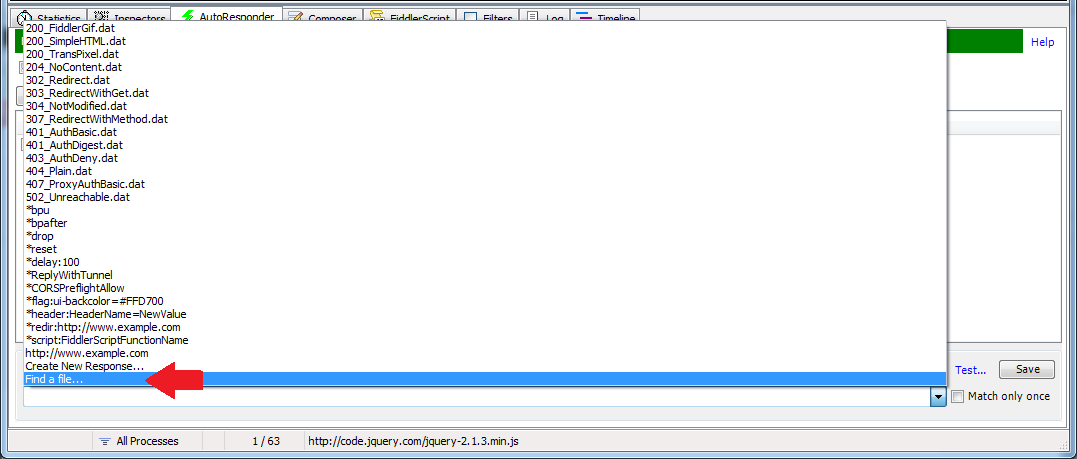 Statistics Inspectors AutoResponder Composer FiddlerScript Filters Log Timeline
Help
200_FiddlerGif.dat
200_SimpleHTML.dat
200_TransPixel.dat
204_NoContent.dat
302_Redirect.dat
303_RedirectWithGet.dat
304_NotModified.dat
307_RedirectWithMethod.dat
401_AuthBasic.dat
401_AuthDigest.dat
403_AuthDeny.dat
404_Plain.dat
407_ProxyAuthBasic.dat
502_Unreachable.dat
*bpu
*bpafter
*drop
*reset
*delay:100
*ReplyWithTunnel
*CORSPreflightAllow
*flag:ui-backcolor=#FFD700
*header:HeaderName=NewValue
*redir:http://www.example.com
*script:FiddlerScriptFunctionName
http://www.example.com
Create New Response...
Find a file...
Test... Save
Match only once
All Processes 1 / 63 http://code.jquery.com/jquery-2.1.3.min.js